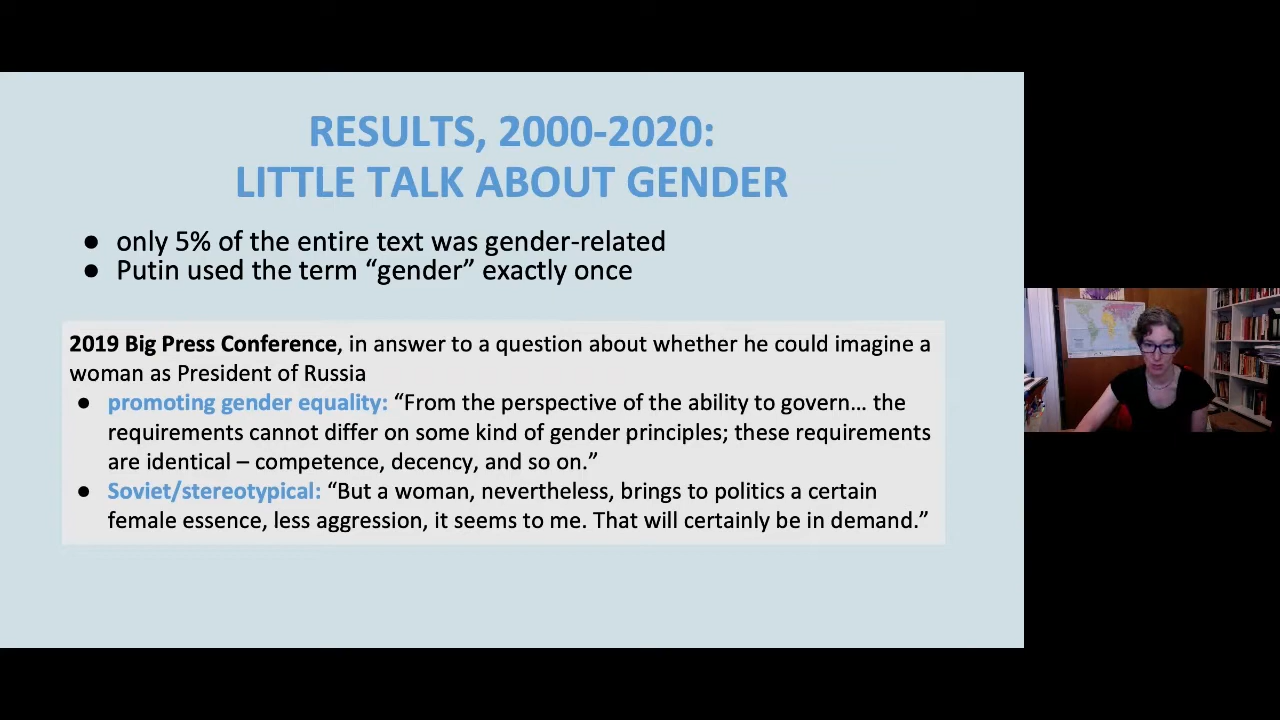 RESULTS, 2000-2020:
LITTLE TALK ABOUT GENDER
● only 5% of the entire text was gender-related
● Putin used the term “gender” exactly once
2019 Big Press Conference, in answer to a question about whether he could imagine a
woman as President of Russia
● promoting gender equality: “From the perspective of the ability to govern… the
requirements cannot differ on some kind of gender principles; these requirements
are identical – competence, decency, and so on.”
● Soviet/stereotypical: “But a woman, nevertheless, brings to politics a certain
female essence, less aggression, it seems to me. That will certainly be in demand.”